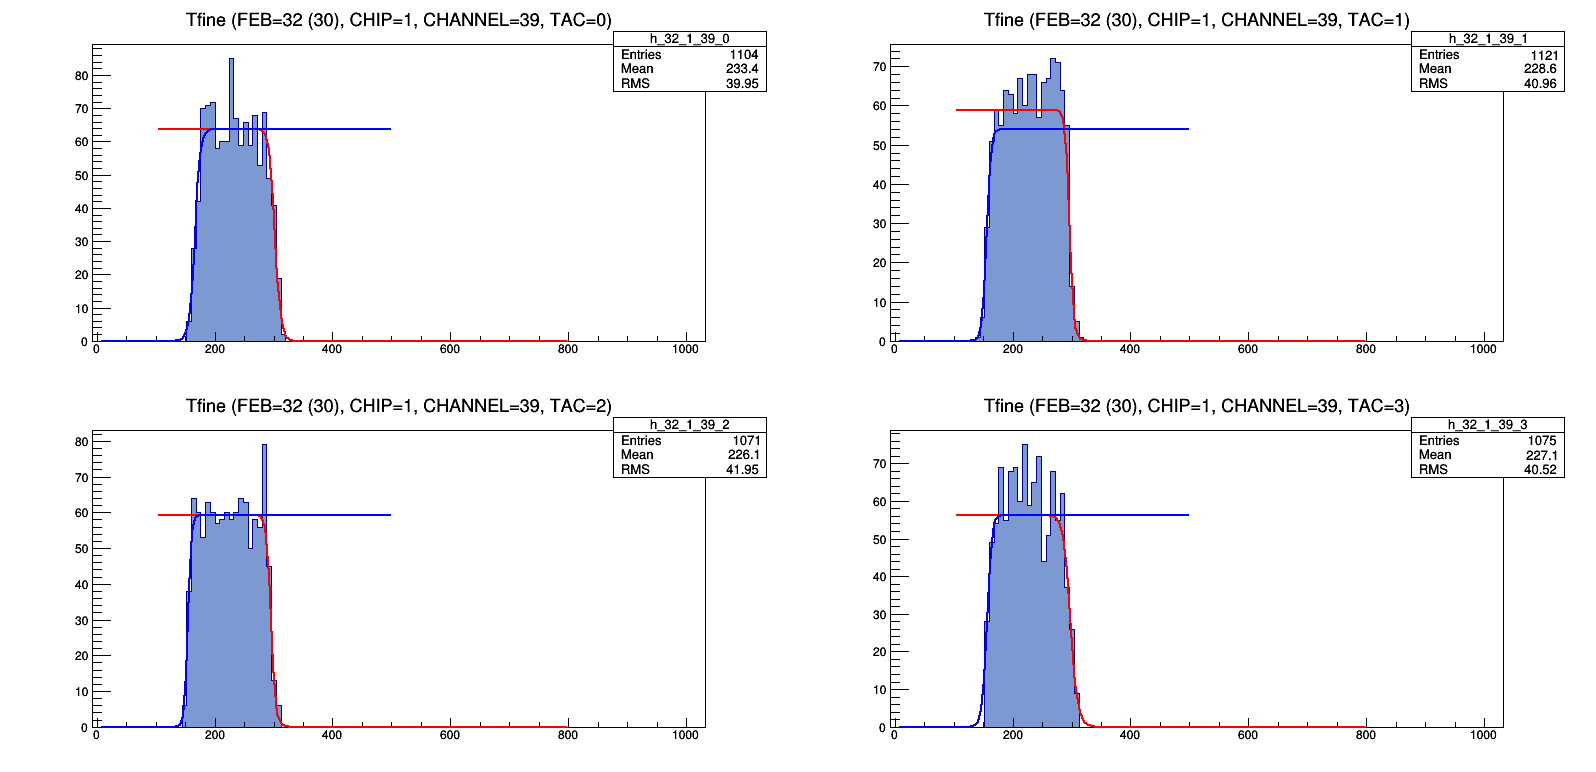 Tfine (FEB=32 (30), CHIP=1, CHANNEL=39, TAC=0)
h_32_1_39_0
Entries 1104
Mean 233.4
RMS 39.95
80
70
60
50
40
30
20
10
0
0 200 400 600 800 1000
Tfine (FEB=32 (30), CHIP=1, CHANNEL=39, TAC=1)
h_32_1_39_1
Entries 1121
Mean 228.6
RMS 40.96
70
60
50
40
30
20
10
0
0 200 400 600 800 1000
Tfine (FEB=32 (30), CHIP=1, CHANNEL=39, TAC=2)
h_32_1_39_2
Entries 1071
Mean 226.1
RMS 41.95
80
70
60
50
40
30
20
10
0
0 200 400 600 800 1000
Tfine (FEB=32 (30), CHIP=1, CHANNEL=39, TAC=3)
h_32_1_39_3
Entries 1075
Mean 227.1
RMS 40.52
70
60
50
40
30
20
10
0
0 200 400 600 800 1000